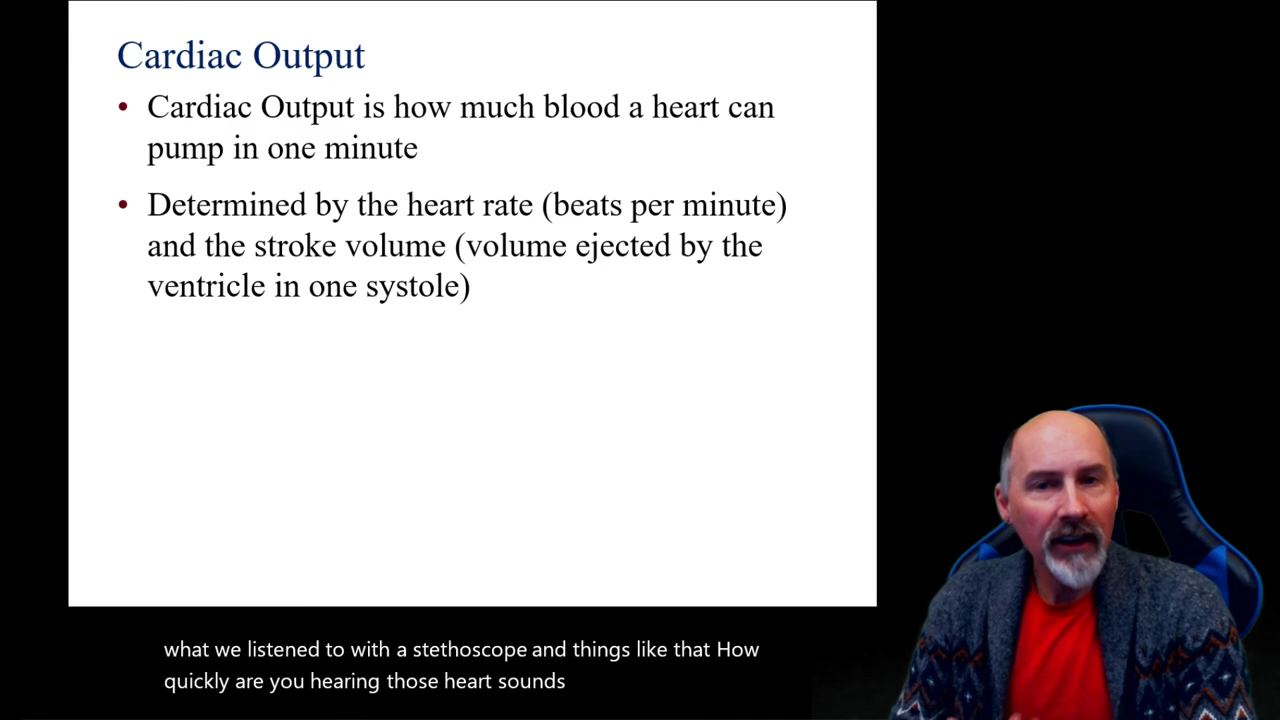 Cardiac Output
• Cardiac Output is how much blood a heart can
pump in one minute
• Determined by the heart rate (beats per minute)
and the stroke volume (volume ejected by the
ventricle in one systole)
what we listened to with a stethoscope and things like that How
quickly are you hearing those heart sounds